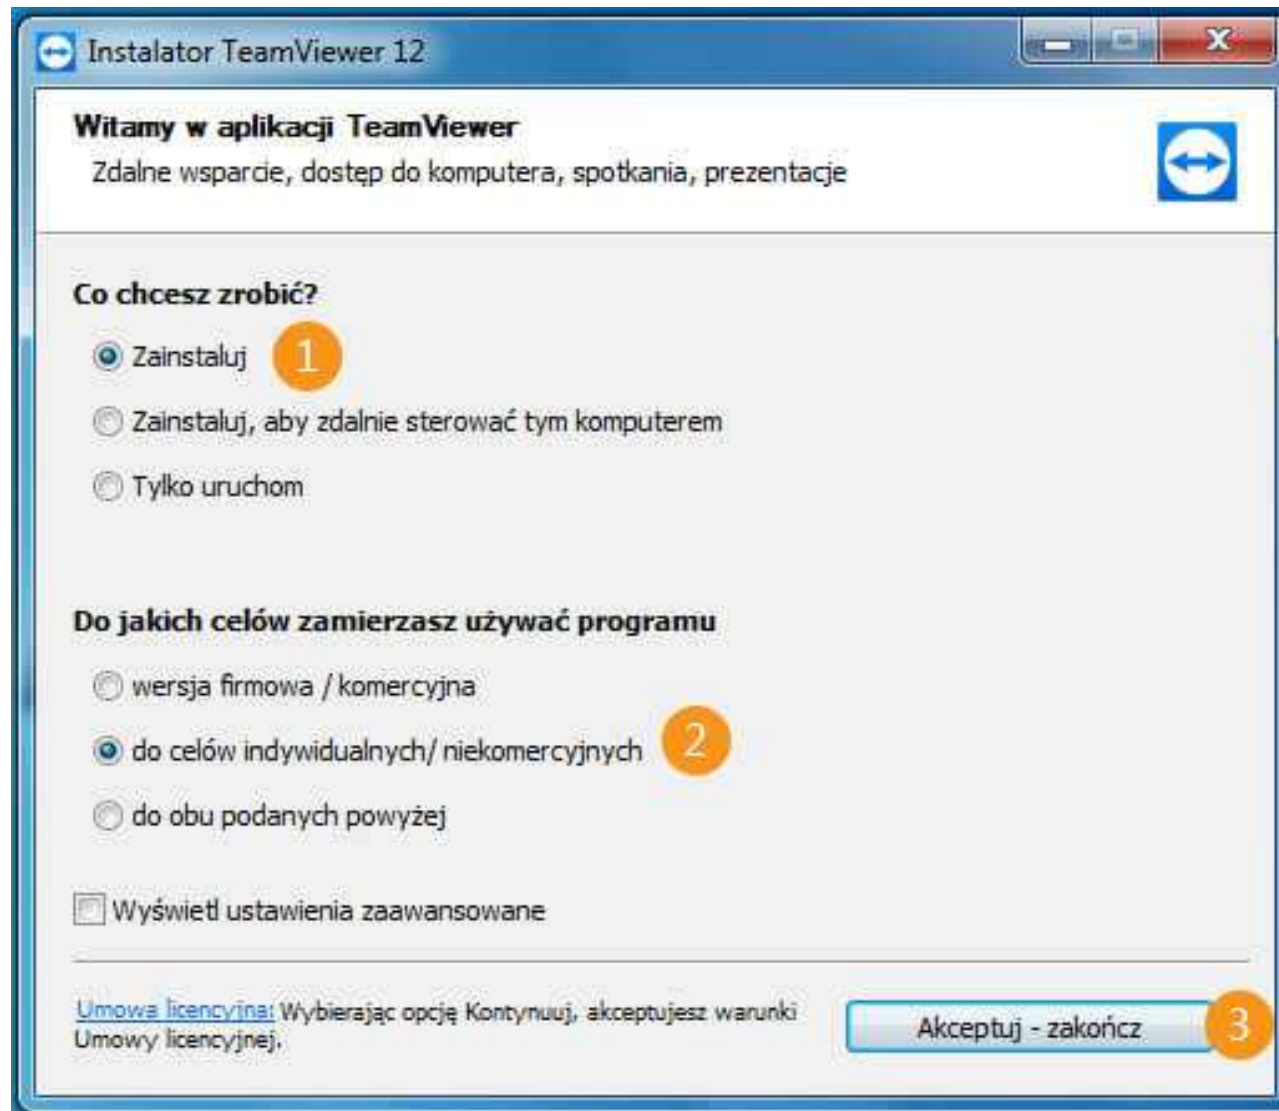 Instalator TeamViewer 12
Witamy w aplikacji TeamViewer
Zdalne wsparcie, dostęp do komputera, spotkania, prezentacje
Co chcesz zrobić?
Zainstaluj 1
Zainstaluj, aby zdalnie sterować tym komputerem
Tylko uruchom
Do jakich celów zamierzasz używać programu
wersja firmowa / komercyjna
do celów indywidualnych/ niekomercyjnych 2
do obu podanych powyżej
Wyświetl ustawienia zaawansowane
Umowa licencyjna: Wybierając opcję Kontynuuj, akceptujesz warunki
Umowy licencyjnej.
Akceptuj - zakończ 3